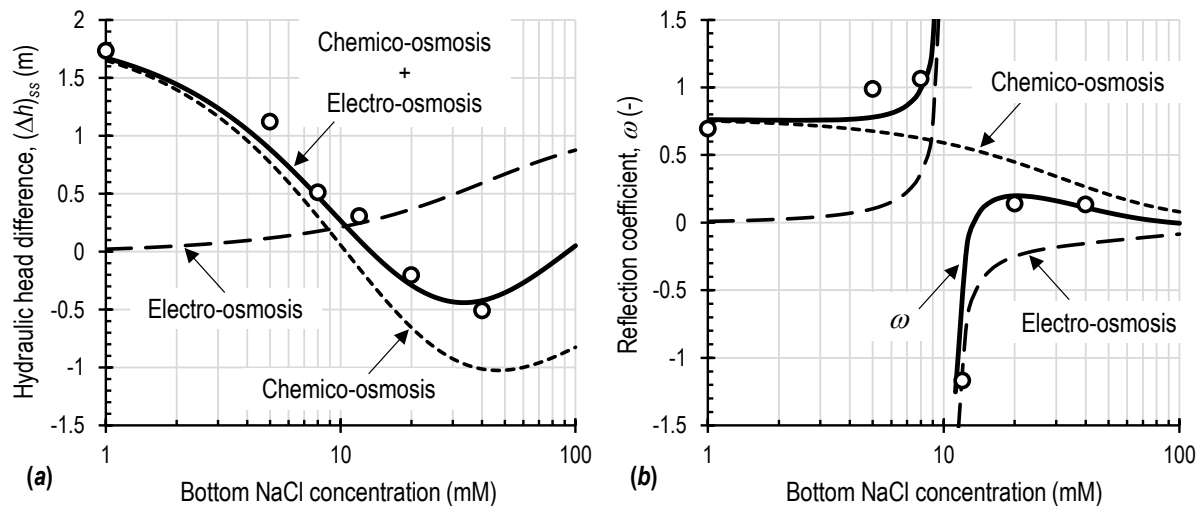 2
1.5
1
0.5
0
-0.5
-1
-1.5
Hydraulic head difference, (Δh)ss (m)
Chemico-osmosis
+
Electro-osmosis
Electro-osmosis
Chemico-osmosis
1
10
100
(a)
Bottom NaCl concentration (mM)
1.5
1
0.5
0
-0.5
-1
-1.5
Reflection coefficient, ω (-)
Chemico-osmosis
ω
Electro-osmosis
1
10
100
(b)
Bottom NaCl concentration (mM)